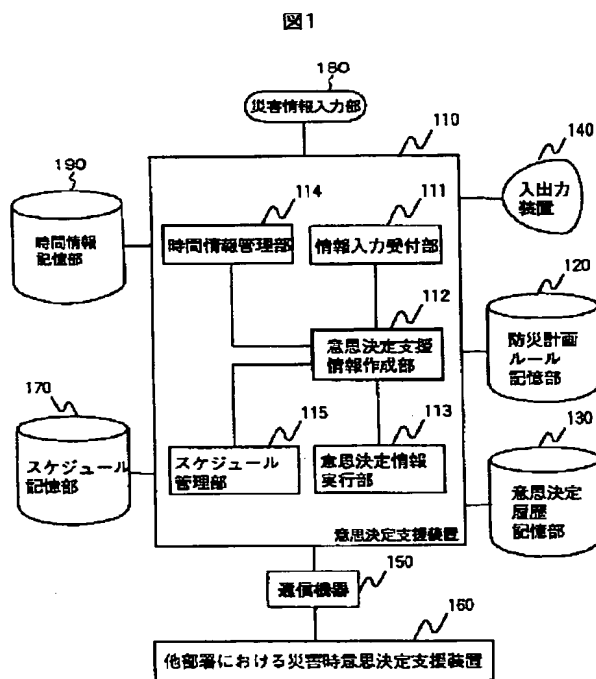 図1
180
災害情報入力部
110
140
入出力
装置
190
時間情報
記憶部
114
時間情報管理部
111
情報入力受付部
112
意思決定支援
情報作成部
120
防災計画
ルール
記憶部
170
スケジュール
記憶部
115
スケジュール
管理部
113
意思決定情報
実行部
130
意思決定
履歴
記憶部
意思決定支援装置
150
通信機器
160
他部署における災害時意思決定支援装置